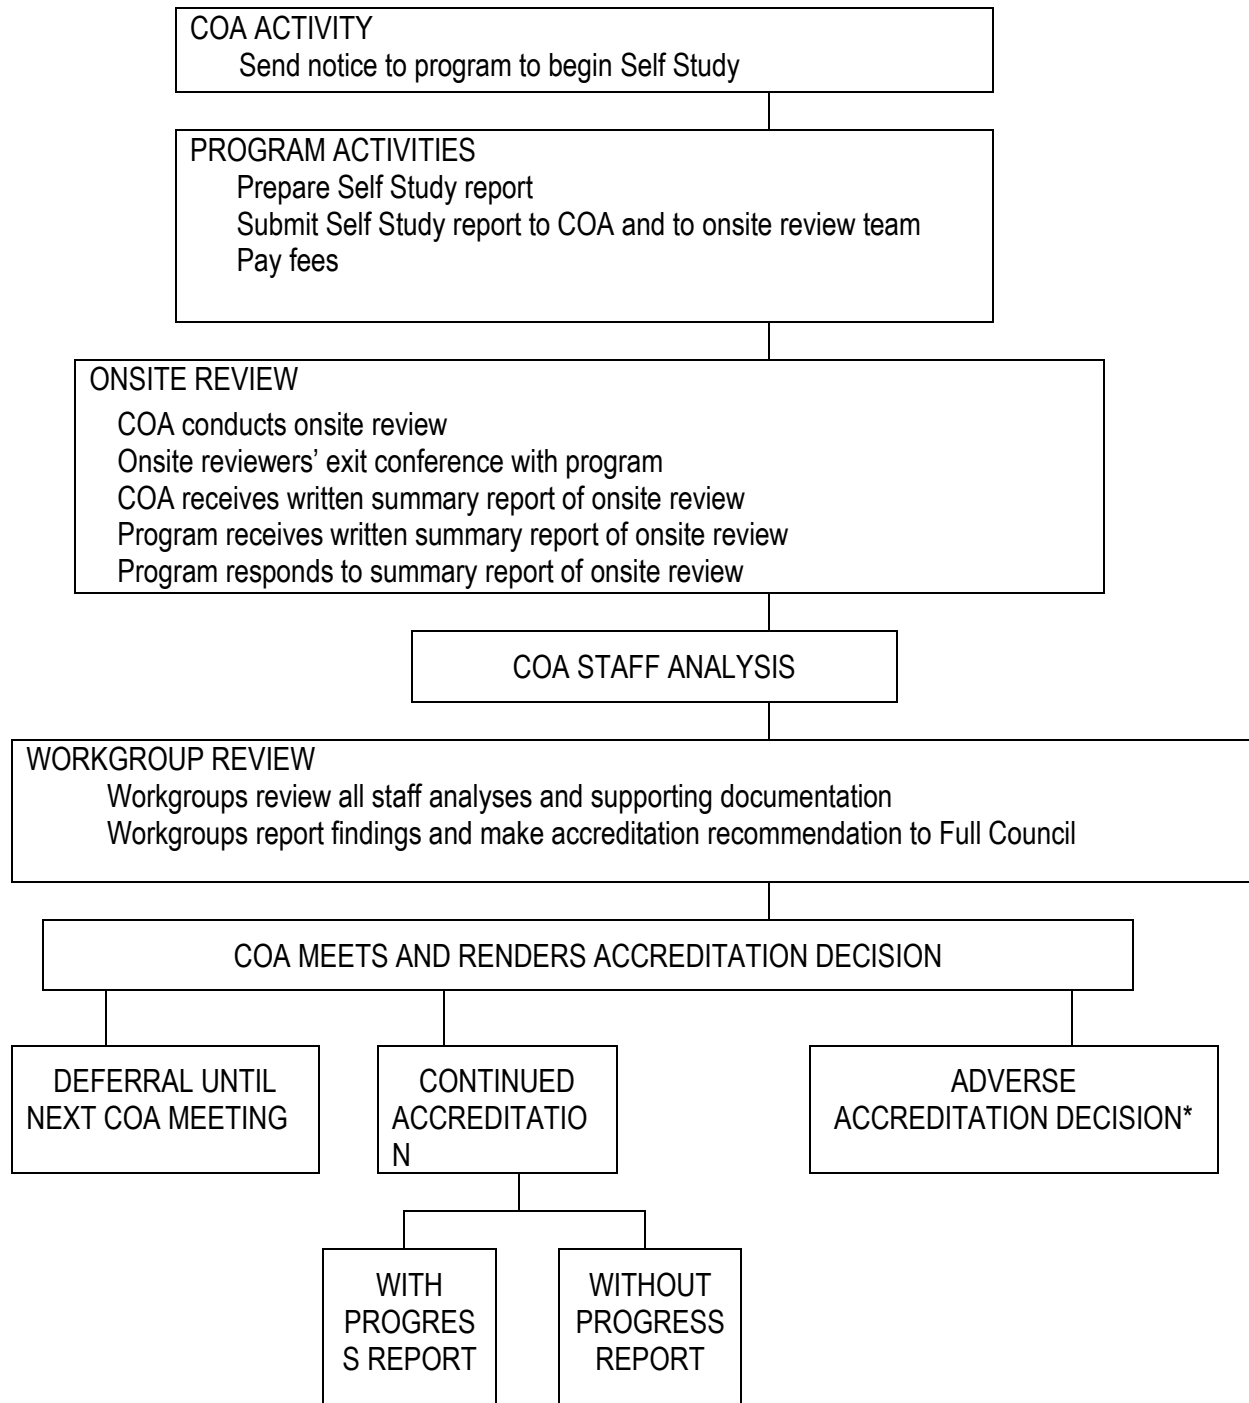 COA ACTIVITY
Send notice to program to begin Self Study
PROGRAM ACTIVITIES
Prepare Self Study report
Submit Self Study report to COA and to onsite review team
Pay fees
ONSITE REVIEW
COA conducts onsite review
Onsite reviewers’ exit conference with program
COA receives written summary report of onsite review
Program receives written summary report of onsite review
Program responds to summary report of onsite review
COA STAFF ANALYSIS
WORKGROUP REVIEW
Workgroups review all staff analyses and supporting documentation
Workgroups report findings and make accreditation recommendation to Full Council
COA MEETS AND RENDERS ACCREDITATION DECISION
DEFERRAL UNTIL
NEXT COA MEETING
CONTINUED
ACCREDITATIO
N
ADVERSE
ACCREDITATION DECISION*
WITH
PROGRES
S REPORT
WITHOUT
PROGRESS
REPORT